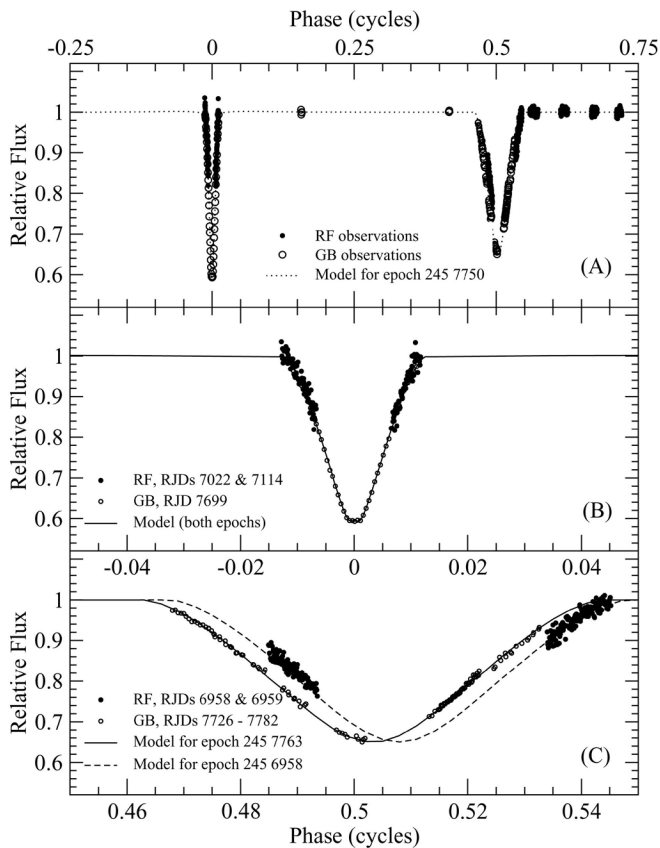 Phase (cycles)
-0.25 0 0.25 0.5 0.75
1
0.9
0.8
0.7
0.6
Relative Flux
RF observations
GB observations
Model for epoch 245 7750
(A)
1
0.9
0.8
0.7
0.6
Relative Flux
RF, RJDs 7022 & 7114
GB, RJD 7699
Model (both epochs)
(B)
-0.04 -0.02 0 0.02 0.04
1
0.9
0.8
0.7
0.6
Relative Flux
RF, RJDs 6958 & 6959
GB, RJDs 7726 - 7782
Model for epoch 245 7763
Model for epoch 245 6958
(C)
0.46 0.48 0.5 0.52 0.54
Phase (cycles)